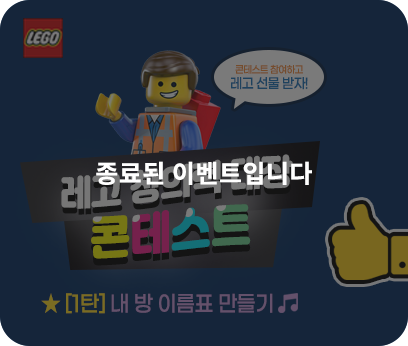 LEGO
콘테스트 참여하고
레고 선물 받자!
종료된 이벤트입니다
레고 창의력 대장
콘테스트
★ [1탄] 내 방 이름표 만들기 ♫